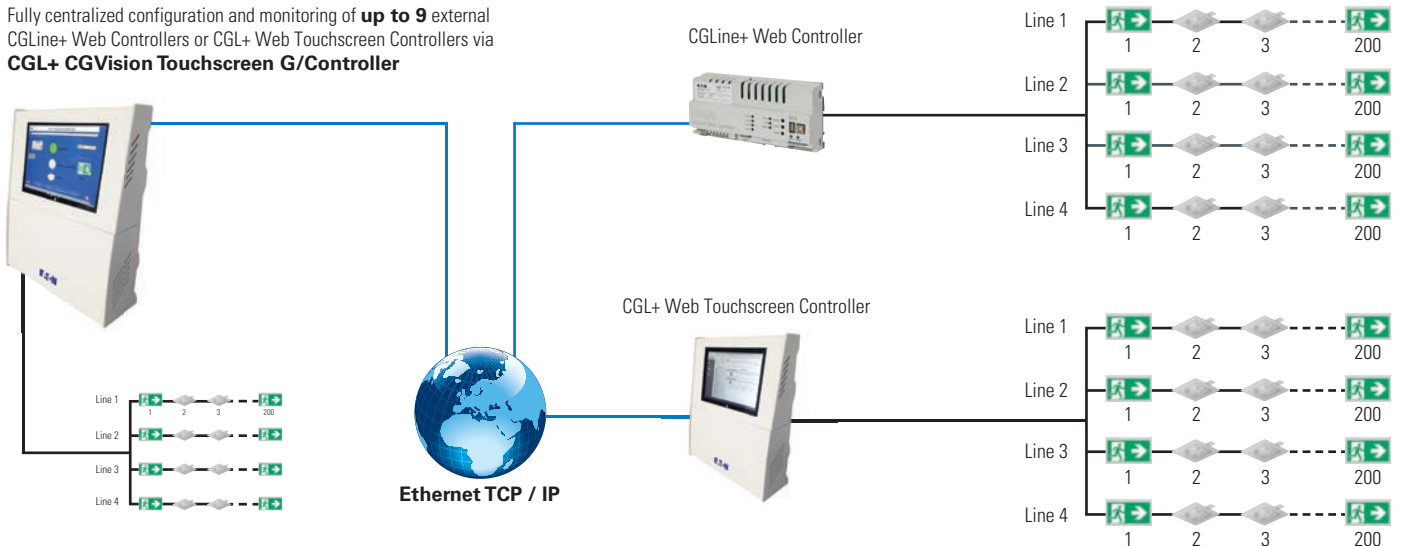 Fully centralized configuration and monitoring of up to 9 external
CGLine+ Web Controllers or CGL+ Web Touchscreen Controllers via
CGL+ CGVision Touchscreen G/Controller
EATON
Line 1
1 2 3 200
Line 2
Line 3
Line 4
Ethernet TCP / IP
CGLine+ Web Controller
Line 1
1 2 3 200
Line 2
1 2 3 200
Line 3
1 2 3 200
Line 4
1 2 3 200
CGL+ Web Touchscreen Controller
EATON
Line 1
1 2 3 200
Line 2
1 2 3 200
Line 3
1 2 3 200
Line 4
1 2 3 200